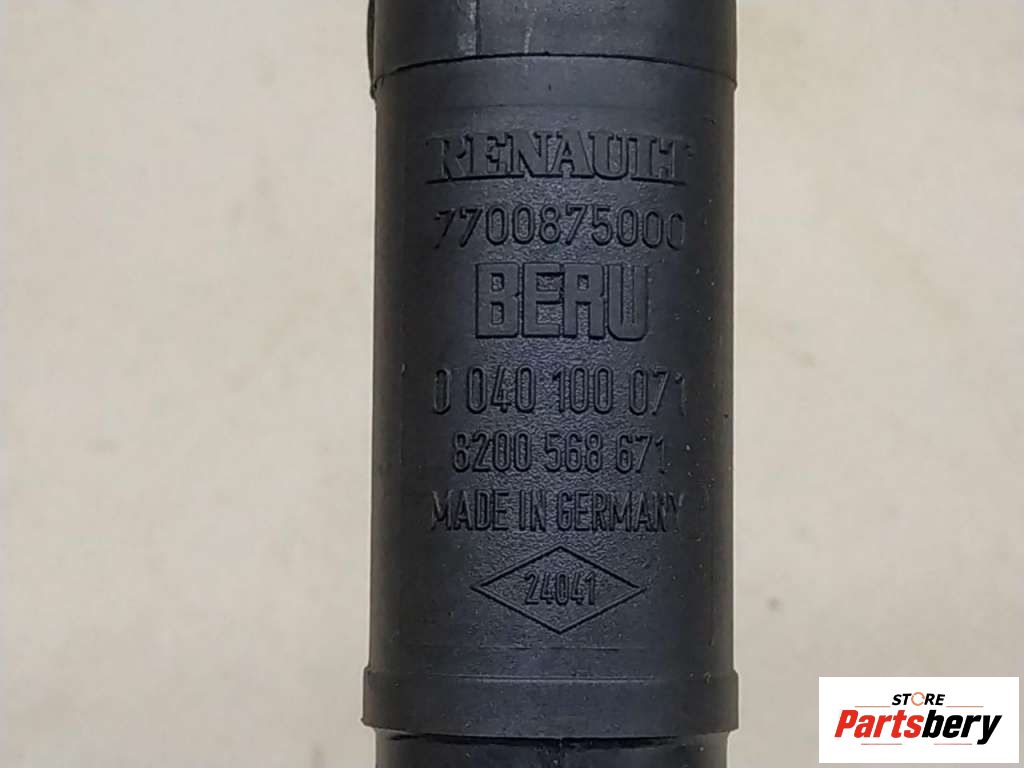 RENAULT
7700875000
BERU
0 040 100 071
8200 568 671
MADE IN GERMANY
24041
STORE
Partsbery